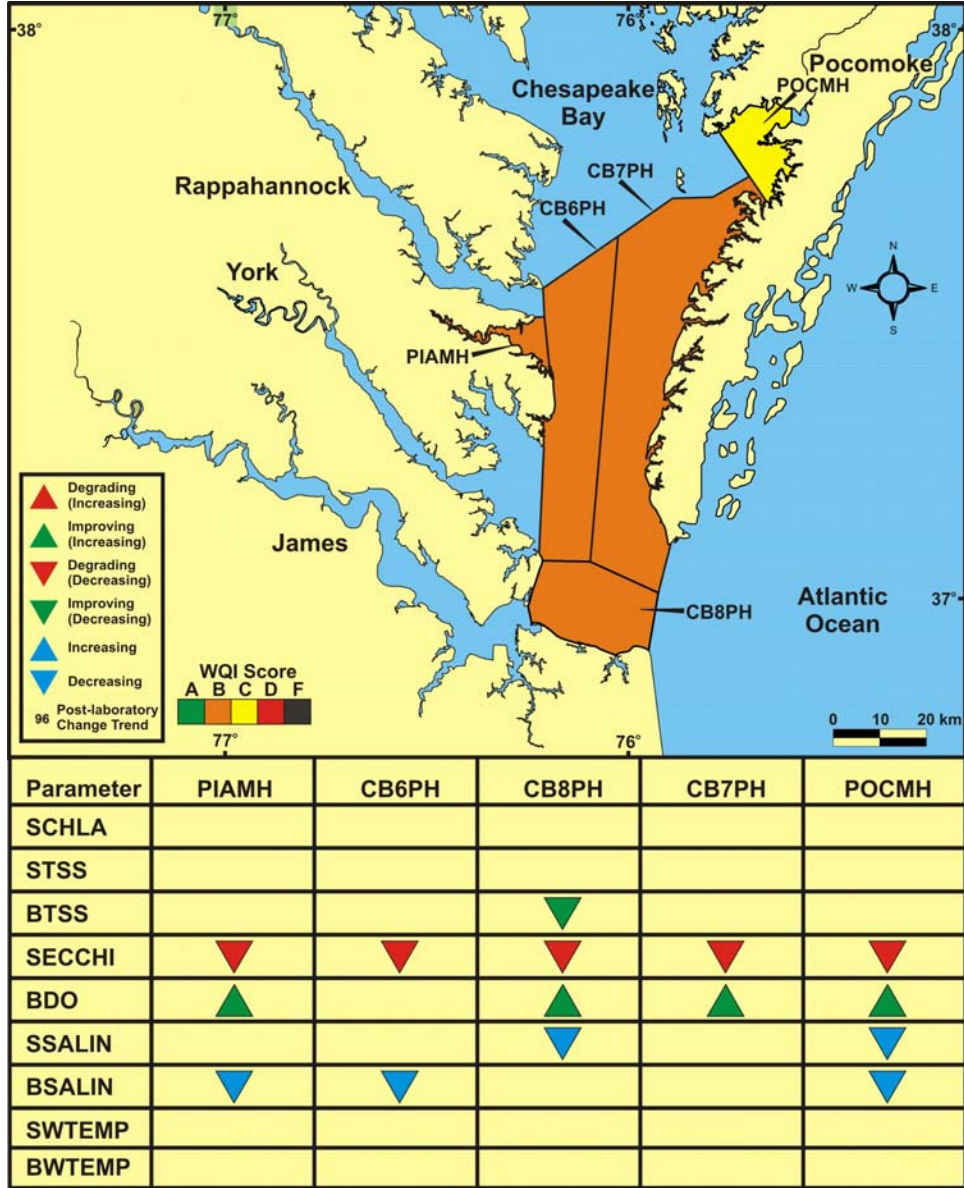 77°
76°
38°
38°
Pocomoke
POCMH
Chesapeake
Bay
CB7PH
Rappahannock
CB6PH
York
N
W
E
S
PIAMH
Degrading
(Increasing)
Improving
(Increasing)
Degrading
(Decreasing)
Improving
(Decreasing)
Increasing
Decreasing
96 Post-laboratory
Change Trend
James
WQI Score
A B C D F
37°
CB8PH
Atlantic
Ocean
0 10 20 km
77°
76°
Parameter PIAMH CB6PH CB8PH CB7PH POCMH
SCHLA
STSS
BTSS
SECCHI
BDO
SSALIN
BSALIN
SWTEMP
BWTEMP